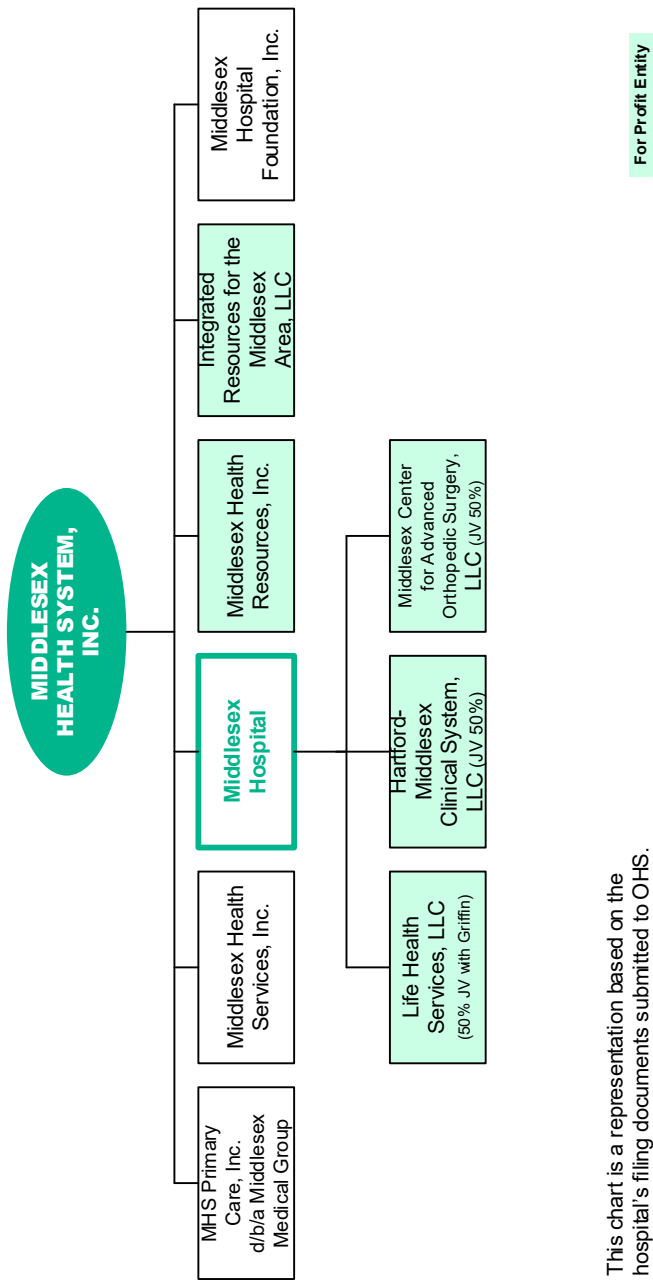 MIDDLESEX
HEALTH SYSTEM,
INC.
MHS Primary
Care, Inc.
d/b/a Middlesex
Medical Group
Middlesex Health
Services, Inc.
Middlesex
Hospital
Middlesex Health
Resources, Inc.
Integrated
Resources for the
Middlesex
Area, LLC
Middlesex
Hospital
Foundation, Inc.
Life Health
Services, LLC
(50% JV with Griffin)
Hartford-
Middlesex
Clinical System,
LLC (JV 50%)
Middlesex Center
for Advanced
Orthopedic Surgery,
LLC (JV 50%)
This chart is a representation based on the
hospital's filing documents submitted to OHS.
For Profit Entity